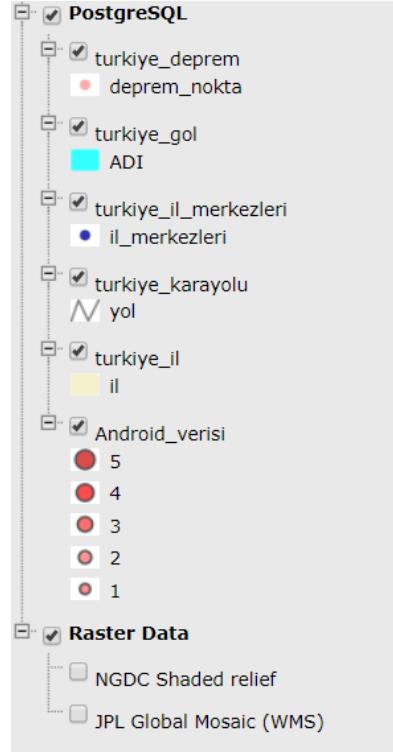 PostgreSQL
turkiye_deprem
deprem_nokta
turkiye_gol
ADI
turkiye_il_merkezleri
il_merkezleri
turkiye_karayolu
yol
turkiye_il
il
Android_verisi
5
4
3
2
1
Raster Data
NGDC Shaded relief
JPL Global Mosaic (WMS)